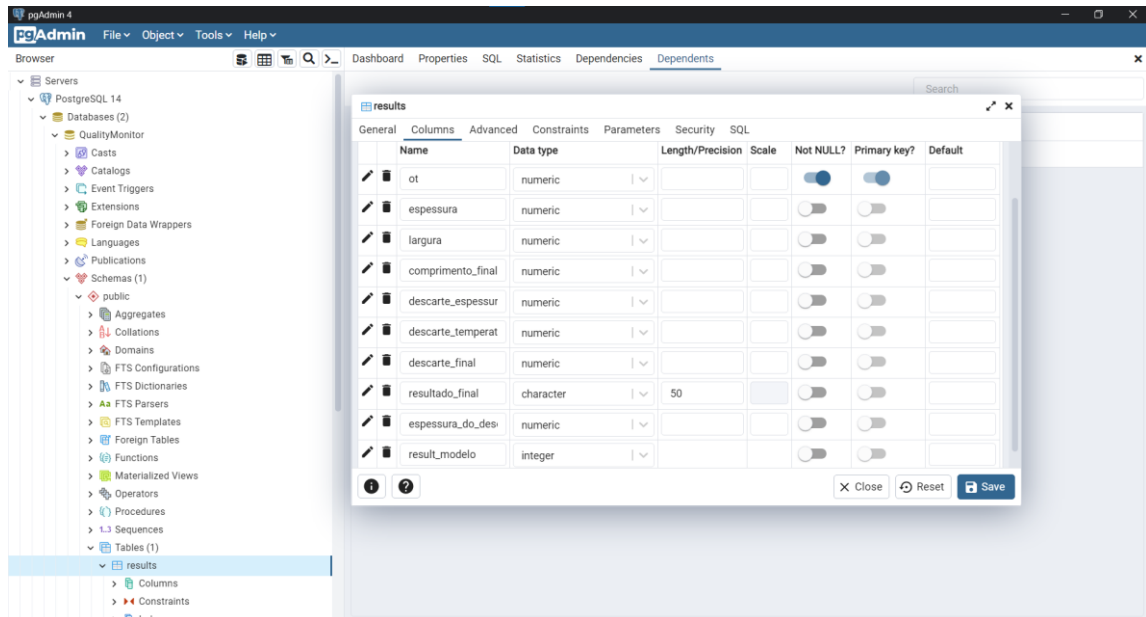 pgAdmin 4
pgAdmin File Object Tools Help
Browser
Dashboard Properties SQL Statistics Dependencies Dependents
Servers
PostgreSQL 14
Databases (2)
QualityMonitor
Casts
Catalogs
Event Triggers
Extensions
Foreign Data Wrappers
Languages
Publications
Schemas (1)
public
Aggregates
Collations
Domains
FTS Configurations
FTS Dictionaries
Aa FTS Parsers
FTS Templates
Foreign Tables
Functions
Materialized Views
Operators
Procedures
1..3 Sequences
Tables (1)
results
Columns
Constraints
Search
results
General Columns Advanced Constraints Parameters Security SQL
Name Data type Length/Precision Scale Not NULL? Primary key? Default
ot numeric
espessura numeric
largura numeric
comprimento_final numeric
descarte_espessur numeric
descarte_temperat numeric
descarte_final numeric
resultado_final character 50
espessura_do_des numeric
result_modelo integer
Close Reset Save